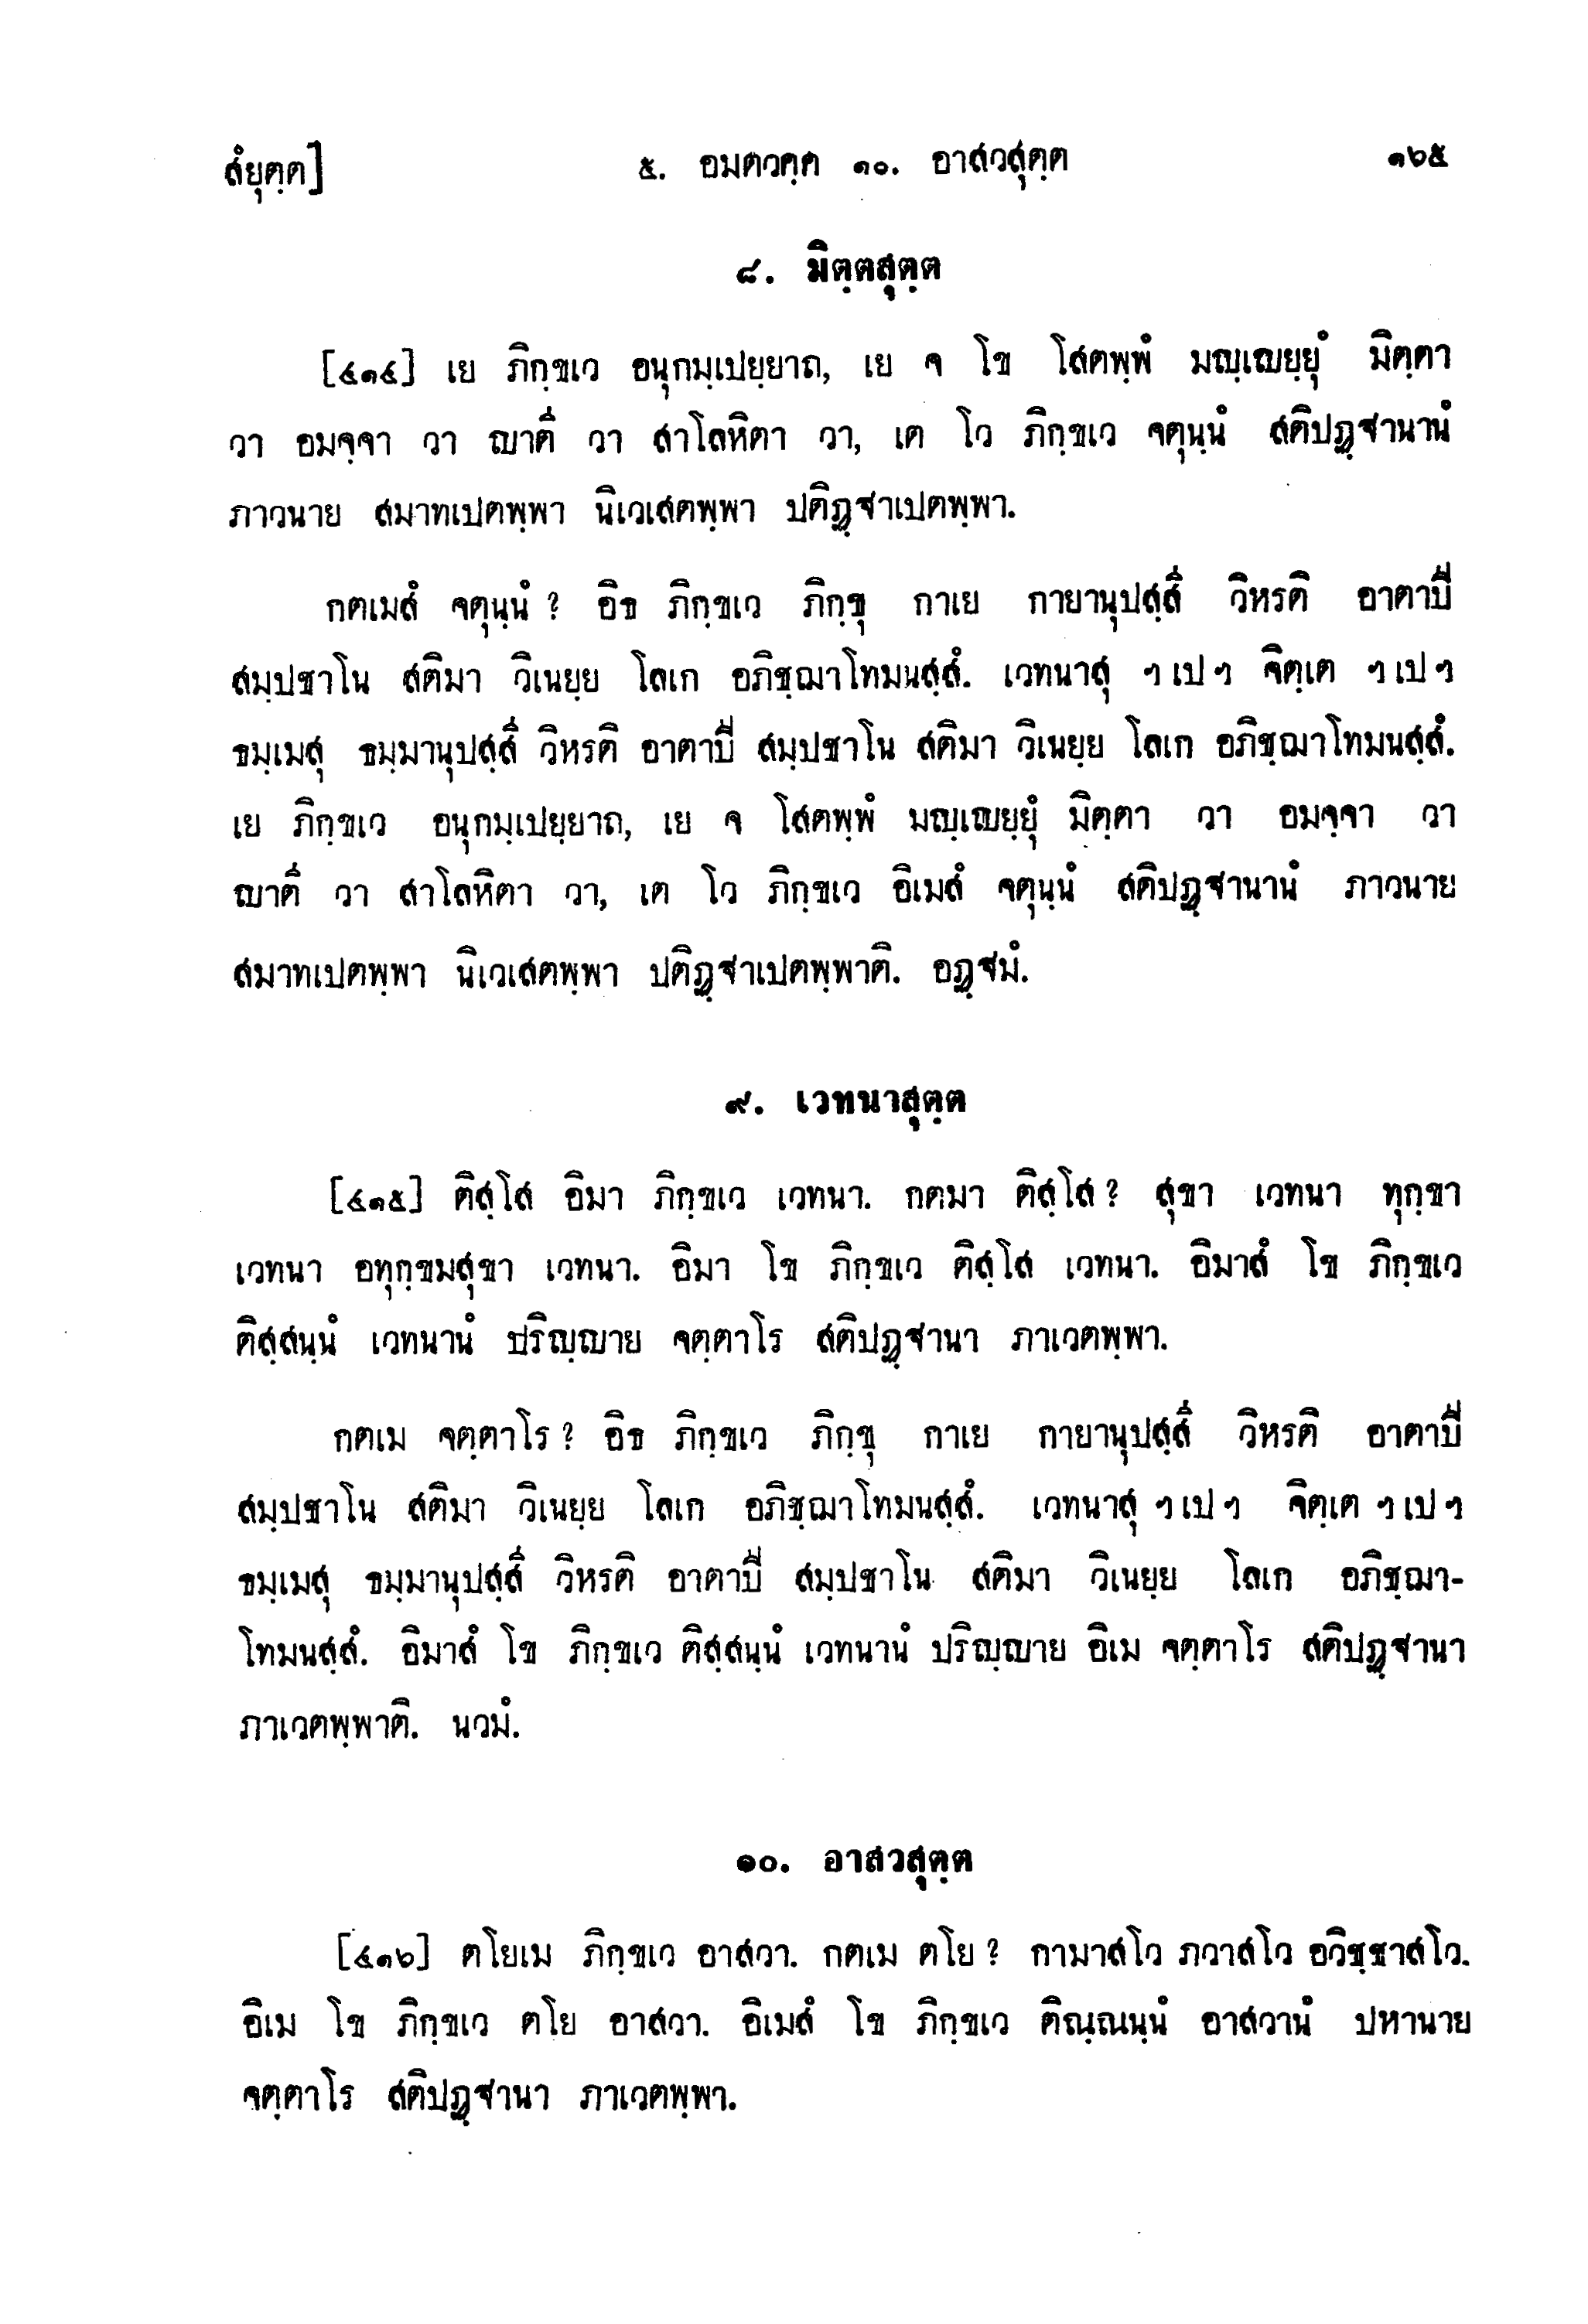 สํยุตฺต]	๕. อมตวคฺค ๑๐. อาสวสุตฺต	๑๖๕
๘. มิตฺตสุตฺต
[๔๑๔] เย ภิกฺขเว อนุกมฺเปยฺยาถ, เย จ โข โสตพฺพํ มญฺเญยฺยุํ มิตฺตา
วา อมจฺจา วา ญาตี วา สาโลหิตา วา, เต โว ภิกฺขเว จตุนฺนํ สติปฏฺฐานานํ
ภาวนาย สมาทเปตพฺพา นิเวเสตพฺพา ปติฏฺฐาเปตพฺพา.
กตเมสํ จตุนฺนํ ? อิธ ภิกฺขเว ภิกฺขุ กาเย กายานุปสฺสี วิหรติ อาตาปี
สมฺปชาโน สติมา วิเนยฺย โลเก อภิชฺฌาโทมนสฺสํ. เวทนาสุ ฯเปฯ จิตฺเต ฯเปฯ
ธมฺเมสุ ธมฺมานุปสฺสี วิหรติ อาตาปี สมฺปชาโน สติมา วิเนยฺย โลเก อภิชฺฌาโทมนสฺสํ.
เย ภิกฺขเว อนุกมฺเปยฺยาถ, เย จ โสตพฺพํ มญฺเญยฺยุํ มิตฺตา วา อมจฺจา วา
ญาตี วา สาโลหิตา วา, เต โว ภิกฺขเว อิเมสํ จตุนฺนํ สติปฏฺฐานานํ ภาวนาย
สมาทเปตพฺพา นิเวเสตพฺพา ปติฏฺฐาเปตพฺพาติ. อฏฺฐมํ.
๙. เวทนาสุตฺต
[๔๑๕] ติสฺโส อิมา ภิกฺขเว เวทนา. กตมา ติสฺโส ? สุขา เวทนา ทุกฺขา
เวทนา อทุกฺขมสุขา เวทนา. อิมา โข ภิกฺขเว ติสฺโส เวทนา. อิมาสํ โข ภิกฺขเว
ติสฺสนฺนํ เวทนานํ ปริญฺญาย จตฺตาโร สติปฏฺฐานา ภาเวตพฺพา.
กตเม จตฺตาโร ? อิธ ภิกฺขเว ภิกฺขุ กาเย กายานุปสฺสี วิหรติ อาตาปี
สมฺปชาโน สติมา วิเนยฺย โลเก อภิชฺฌาโทมนสฺสํ. เวทนาสุ ฯเปฯ จิตฺเต ฯเปฯ
ธมฺเมสุ ธมฺมานุปสฺสี วิหรติ อาตาปี สมฺปชาโน สติมา วิเนยฺย โลเก อภิชฺฌา-
โทมนสฺสํ. อิมาสํ โข ภิกฺขเว ติสฺสนฺนํ เวทนานํ ปริญฺญาย อิเม จตฺตาโร สติปฏฺฐานา
ภาเวตพฺพาติ. นวมํ.
๑๐. อาสวสุตฺต
[๔๑๖] ตโยเม ภิกฺขเว อาสวา. กตเม ตโย ? กามาสโว ภวาสโว อวิชฺชาสโว.
อิเม โข ภิกฺขเว ตโย อาสวา. อิเมสํ โข ภิกฺขเว ติณฺณนฺนํ อาสวานํ ปหานาย
จตฺตาโร สติปฏฺฐานา ภาเวตพฺพา.